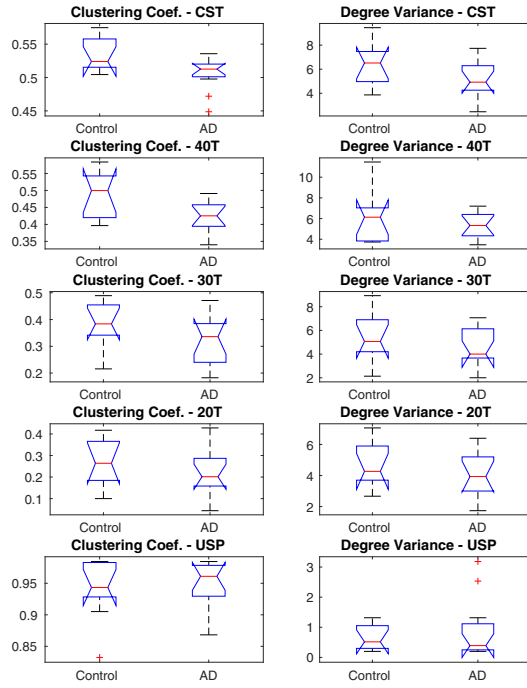 Clustering Coef. - CST
0.55
0.5
0.45
Control AD
Degree Variance - CST
8
6
4
Control AD
Clustering Coef. - 40T
0.55
0.45
0.35
Control AD
Degree Variance - 40T
10
8
6
4
Control AD
Clustering Coef. - 30T
0.5
0.4
0.3
0.2
Control AD
Degree Variance - 30T
8
6
4
2
Control AD
Clustering Coef. - 20T
0.4
0.3
0.2
0.1
Control AD
Degree Variance - 20T
6
4
2
Control AD
Clustering Coef. - USP
0.95
0.9
0.85
Control AD
Degree Variance - USP
3
2
1
0
Control AD